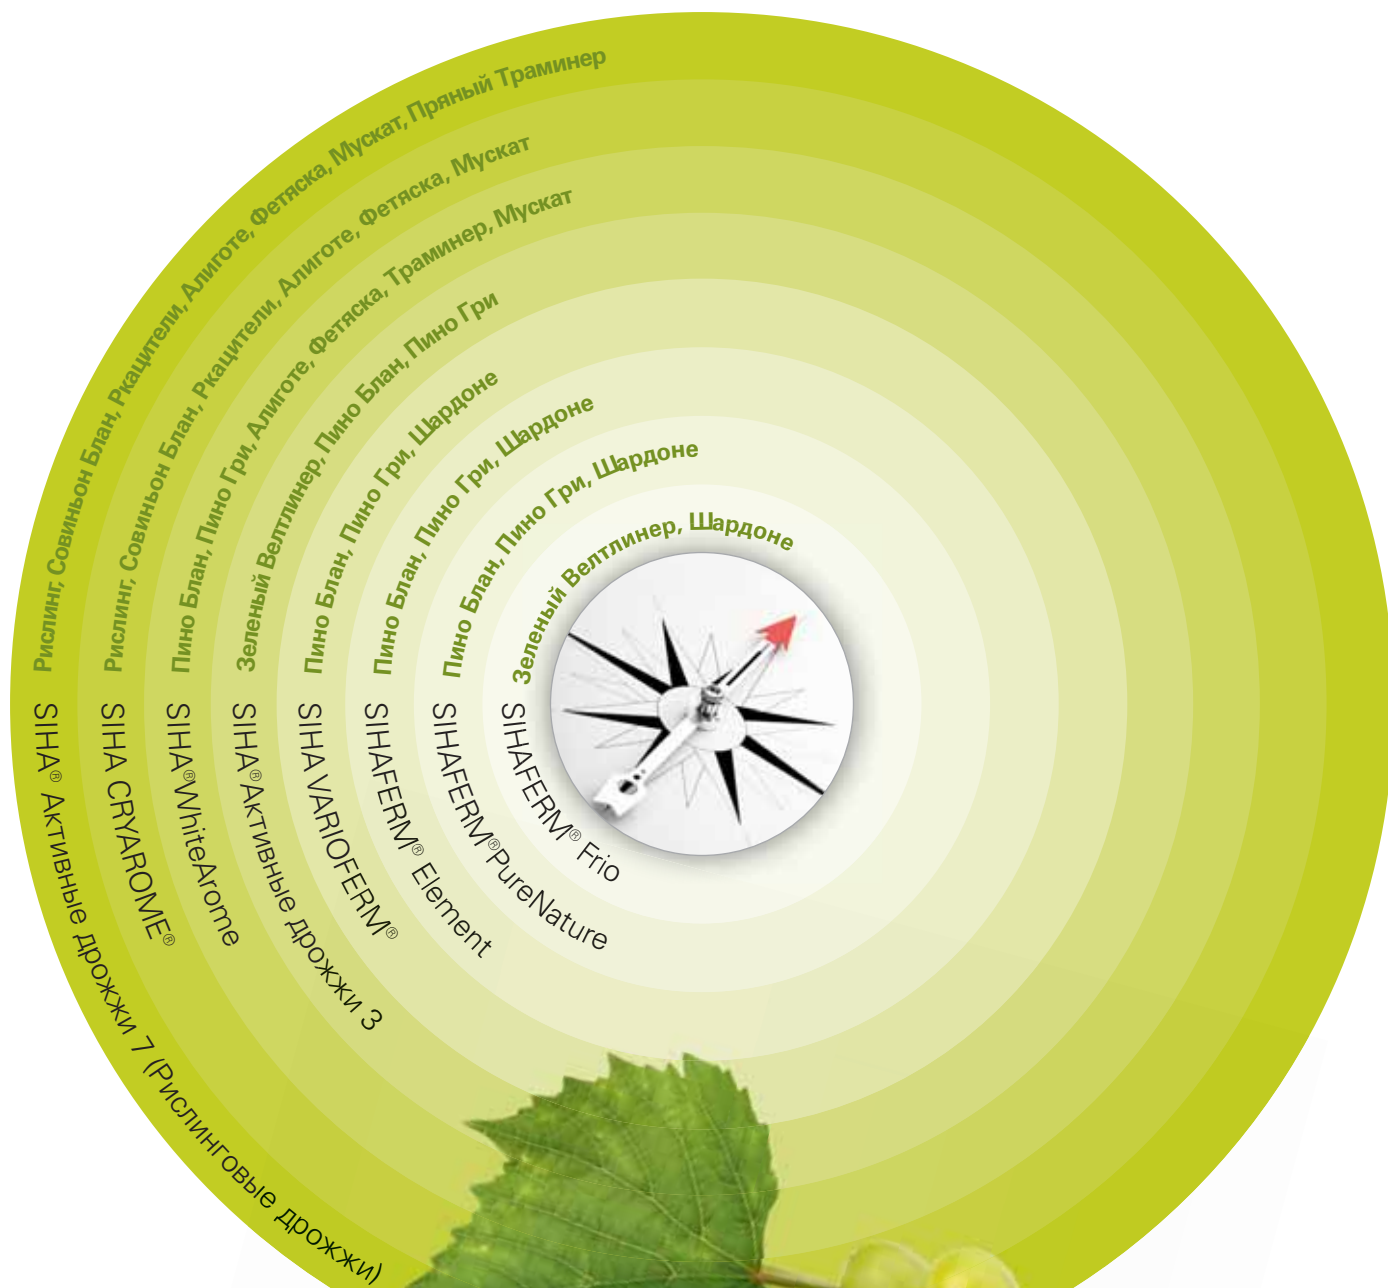 Рислинг, Совиньон Блан, Ркацители, Алиготе, Фетяска, Мускат, Пряный Траминер
Рислинг, Совиньон Блан, Ркацители, Алиготе, Фетяска, Мускат
Пино Блан, Пино Гри, Алиготе, Фетяска, Траминер, Мускат
Зеленый Велтлинер, Пино Блан, Пино Гри
Пино Блан, Пино Гри, Шардоне
Пино Блан, Пино Гри, Шардоне
Пино Блан, Пино Гри, Шардоне
Зеленый Велтлинер, Шардоне
SIHA® Активные дрожжи 7 (Рислинговые дрожжи)
SIHA CRYAROME®
SIHA®WhiteArome
SIHA®Активные дрожжи 3
SIHA VARIOFERM®
SIHAFERM® Element
SIHAFERM®PureNature
SIHAFERM® Frio